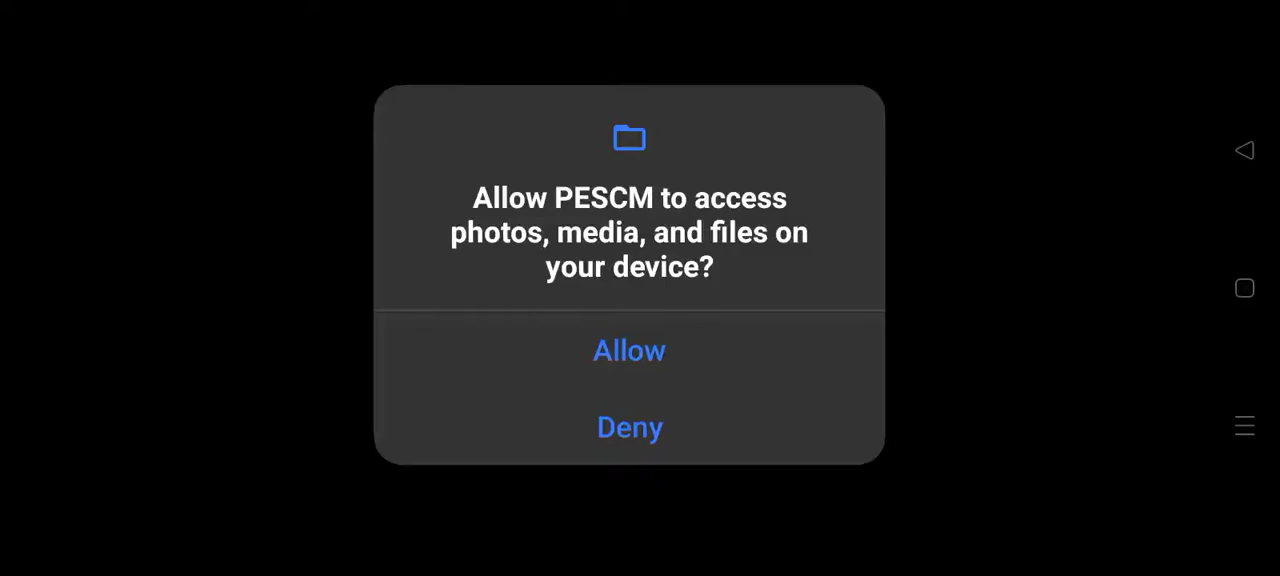 Allow PESCM to access
photos, media, and files on
your device?
Allow
Deny